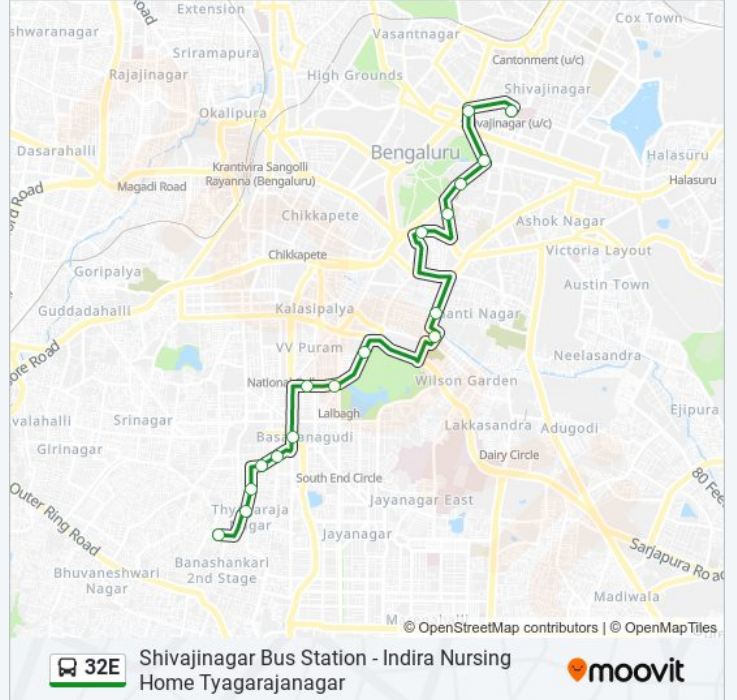 Extension
Cox Town
Vasantnagar
Sriramapura
Cantonment (u/c)
High Grounds
Rajajinagar
Shivajinagar
Okalipura
Bengaluru
Dasarahalli
Krantivira Sangolli
Rayanna (Bengaluru)
Halasuru
Magadi Road
Halasuru
Chikkapete
Ashok Nagar
Victoria Layout
Chikkapete
Goripalya
Austin Town
Guddadahalli
Kalasipalya
VV Puram
Neelasandra
Wilson Garden
Lalbagh
Ejipura
Srinagar
Lakkasandra
Adugodi
Girinagar
Dairy Circle
South End Circle
Jayanagar East
Outer Ring Road
Jayanagar
Banashankari
2nd Stage
Bhuvaneshwari
Nagar
Sarjapura Road
Madiwala
© OpenStreetMap contributors | © OpenMapTiles
32E
Shivajinagar Bus Station - Indira Nursing
Home Tyagarajanagar
moovit